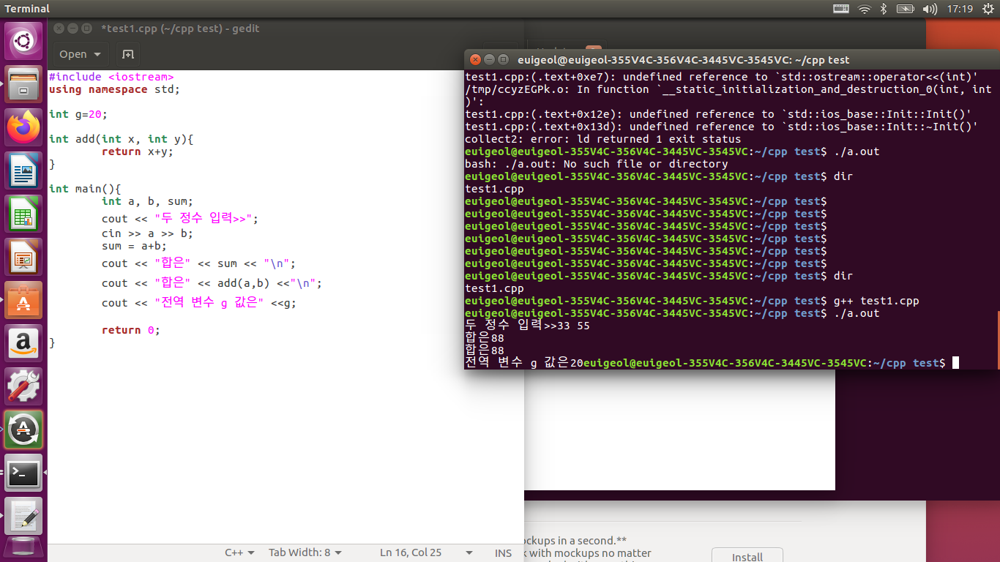 Terminal
17:19
*test1.cpp (~/cpp test) - gedit
Open
#include <iostream>
using namespace std;
int g=20;
int add(int x, int y){
return x+y;
}
int main(){
int a, b, sum;
cout << "두 정수 입력>>";
cin >> a >> b;
sum = a+b;
cout << "합은" << sum << "\n";
cout << "합은" << add(a,b) <<"\n";
cout << "전역 변수 g 값은" <<g;
return 0;
}
C++ Tab Width: 8 Ln 16, Col 25 INS
euigeol@euigeol-355V4C-356V4C-3445VC-3545VC: ~/cpp test
test1.cpp:(.text+0xe7): undefined reference to `std::ostream::operator<<(int)'
/tmp/ccyzEGPk.o: In function `__static_initialization_and_destruction_0(int, int
)':
test1.cpp:(.text+0x12e): undefined reference to `std::ios_base::Init::Init()'
test1.cpp:(.text+0x13d): undefined reference to `std::ios_base::Init::~Init()'
collect2: error: ld returned 1 exit status
euigeol@euigeol-355V4C-356V4C-3445VC-3545VC:~/cpp test$ ./a.out
bash: ./a.out: No such file or directory
euigeol@euigeol-355V4C-356V4C-3445VC-3545VC:~/cpp test$ dir
test1.cpp
euigeol@euigeol-355V4C-356V4C-3445VC-3545VC:~/cpp test$
euigeol@euigeol-355V4C-356V4C-3445VC-3545VC:~/cpp test$
euigeol@euigeol-355V4C-356V4C-3445VC-3545VC:~/cpp test$
euigeol@euigeol-355V4C-356V4C-3445VC-3545VC:~/cpp test$
euigeol@euigeol-355V4C-356V4C-3445VC-3545VC:~/cpp test$
euigeol@euigeol-355V4C-356V4C-3445VC-3545VC:~/cpp test$
euigeol@euigeol-355V4C-356V4C-3445VC-3545VC:~/cpp test$ dir
test1.cpp
euigeol@euigeol-355V4C-356V4C-3445VC-3545VC:~/cpp test$ g++ test1.cpp
euigeol@euigeol-355V4C-356V4C-3445VC-3545VC:~/cpp test$ ./a.out
두 정수 입력>>33 55
합은88
합은88
전역 변수 g 값은20euigeol@euigeol-355V4C-356V4C-3445VC-3545VC:~/cpp test$
ockups in a second.**
with mockups no matter
Install